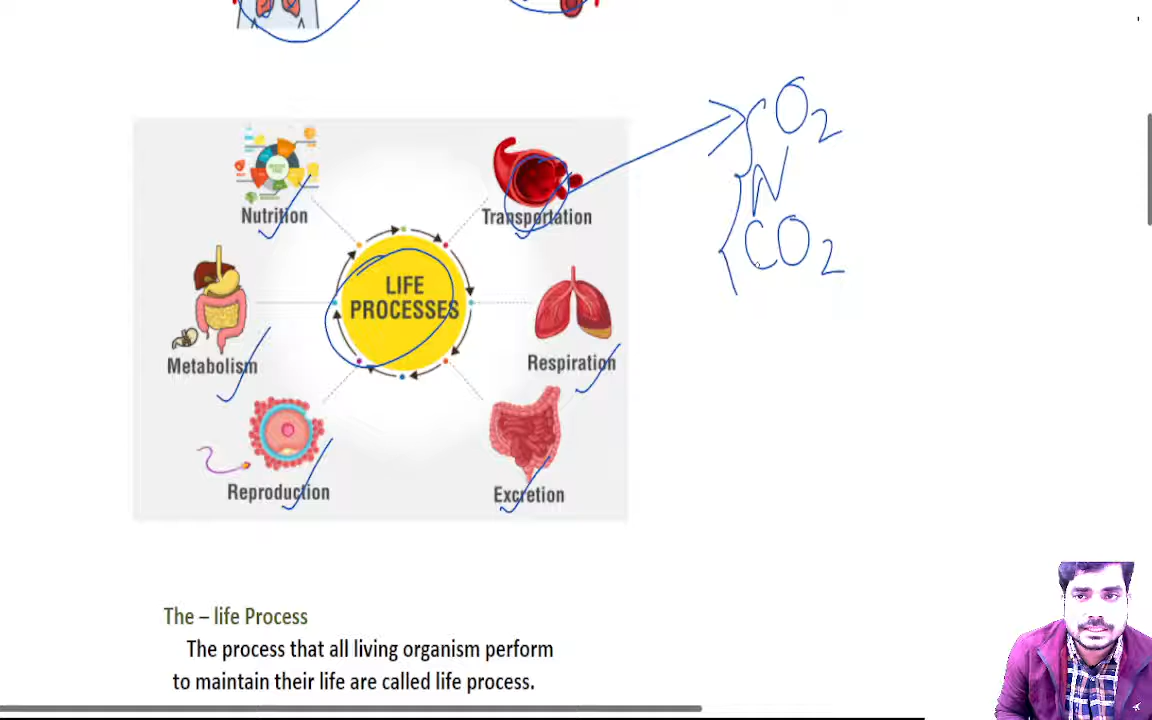 O2
N
CO2
Nutrition
Transportation
LIFE
PROCESSES
Metabolism
Respiration
Reproduction
Excretion
The – life Process
The process that all living organism perform
to maintain their life are called life process.